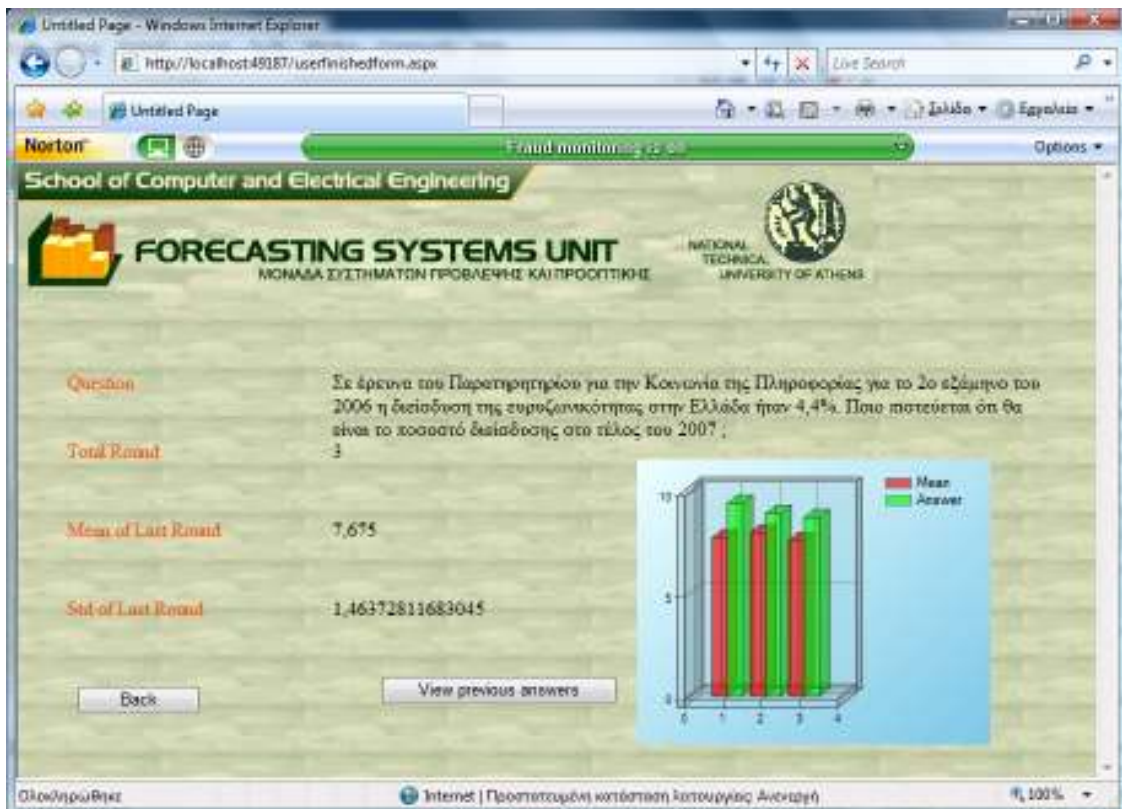 Untitled Page - Windows Internet Explorer
http://localhost:49187/userfinishedform.aspx
Live Search
Untitled Page
Σελίδα
Εργαλεία
Norton
Fraud monitoring is on
Options
School of Computer and Electrical Engineering
FORECASTING SYSTEMS UNIT
ΜΟΝΑΔΑ ΣΥΣΤΗΜΑΤΩΝ ΠΡΟΒΛΕΨΗΣ ΚΑΙ ΠΡΟΟΠΤΙΚΗΣ
NATIONAL
TECHNICAL
UNIVERSITY OF ATHENS
Question
Σε έρευνα του Παρατηρητηρίου για την Κοινωνία της Πληροφορίας για το 2ο εξάμηνο του
2006 η διείσδυση της ευρυζωνικότητας στην Ελλάδα ήταν 4,4%. Ποιο πιστεύεται ότι θα
είναι το ποσοστό διείσδυσης στο τέλος του 2007 ;
Total Round
3
Mean of Last Round
7,675
Std of Last Round
1,46372811683045
Back
View previous answers
Mean
Answer
10
5
0
0 1 2 3 4
Ολοκληρώθηκε
Internet | Προστατευμένη κατάσταση λειτουργίας: Ανενεργή
100%